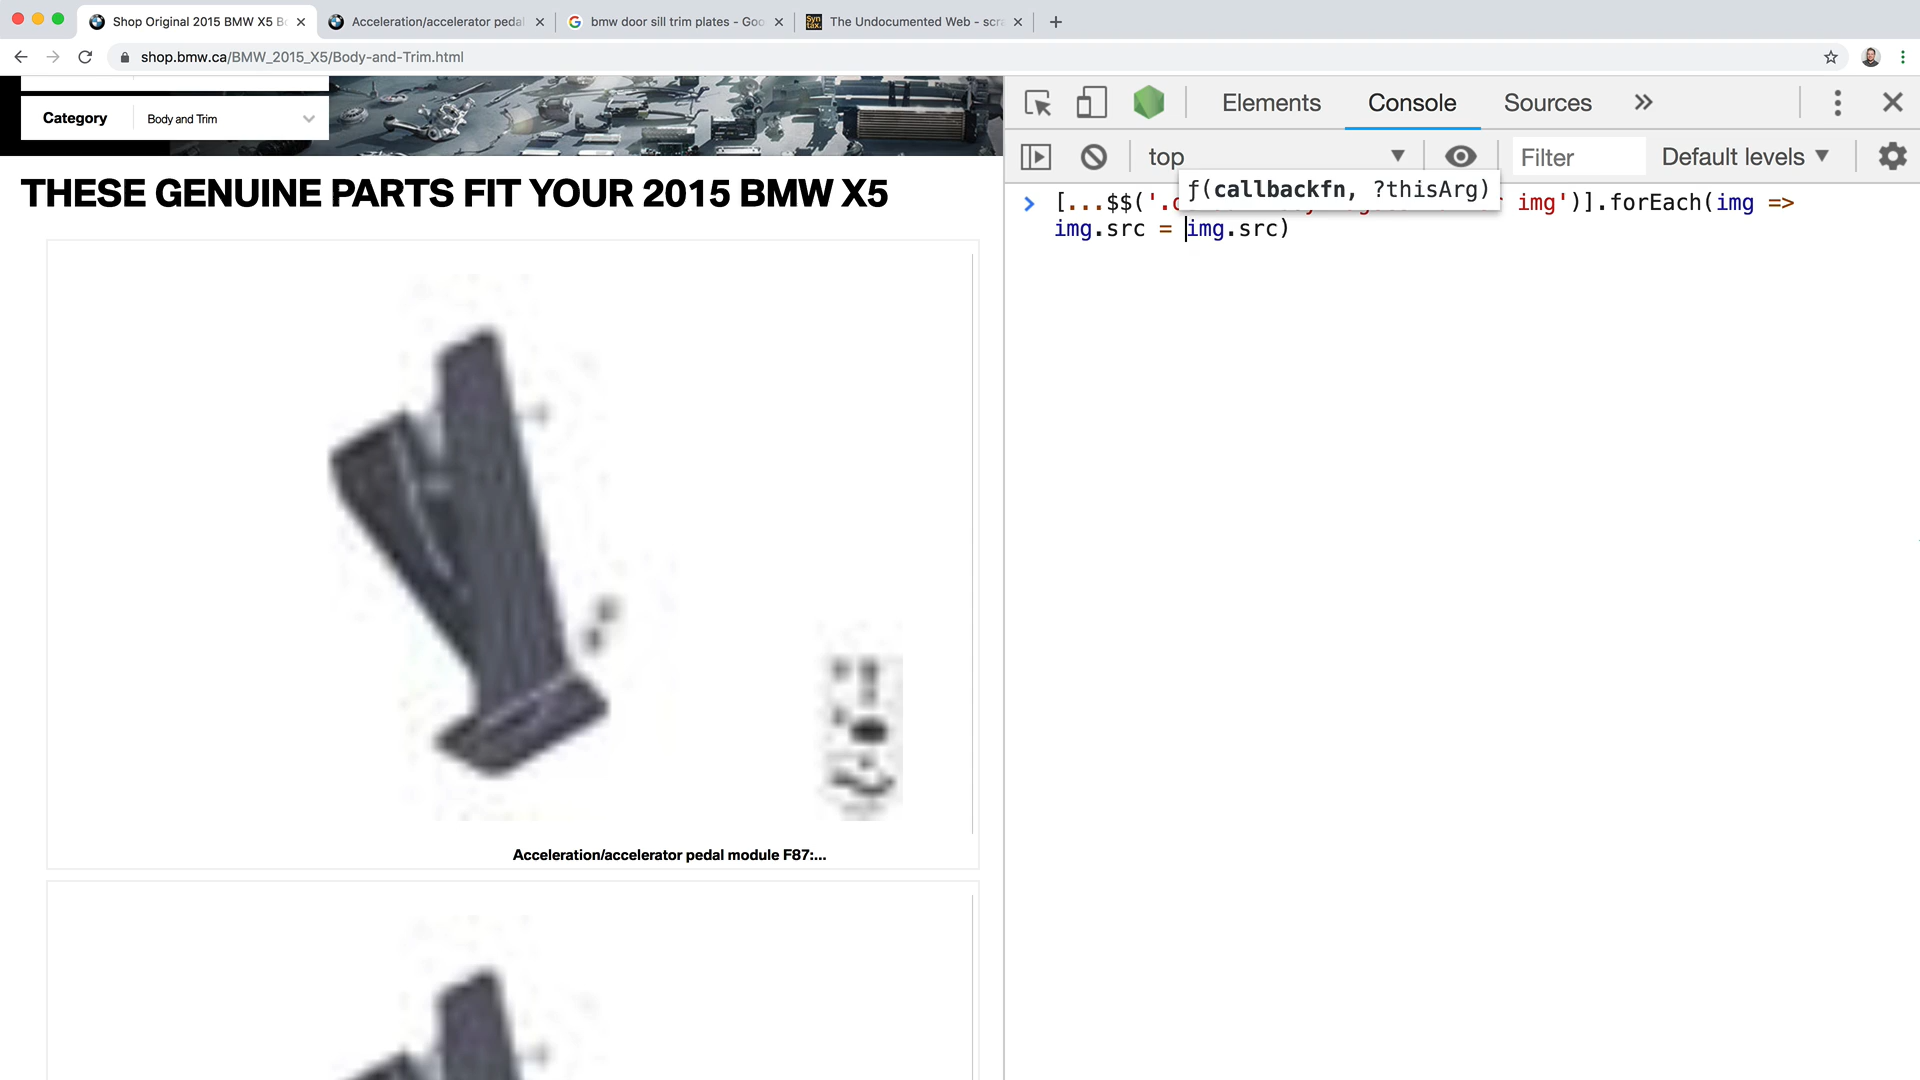 Shop Original 2015 BMW X5 B
Acceleration/accelerator pedal
bmw door sill trim plates - Goo
Syn
tax.
The Undocumented Web - scra
shop.bmw.ca/BMW_2015_X5/Body-and-Trim.html
Category
Body and Trim
Elements
Console
Sources
top
Filter
Default levels
ƒ(callbackfn, ?thisArg)
[...$$('. img')].forEach(img =>
img.src = img.src)
THESE GENUINE PARTS FIT YOUR 2015 BMW X5
Acceleration/accelerator pedal module F87:...